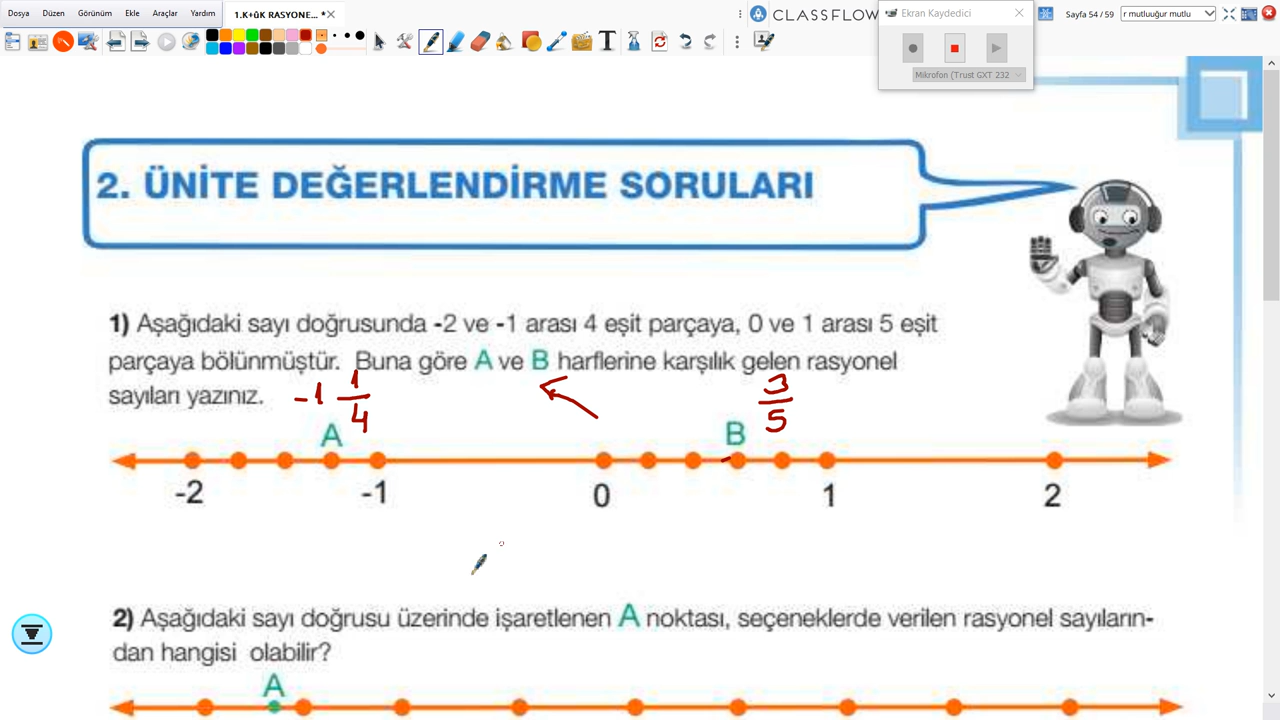 Dosya Düzen Görünüm Ekle Araçlar Yardım 1.K+ûK RASYONE... *
CLASSFLOW
Ekran Kaydedici
Sayfa 54 / 59
r mutluuğur mutlu
Mikrofon (Trust GXT 232
2. ÜNİTE DEĞERLENDİRME SORULARI
1) Aşağıdaki sayı doğrusunda -2 ve -1 arası 4 eşit parçaya, 0 ve 1 arası 5 eşit
parçaya bölünmüştür. Buna göre A ve B harflerine karşılık gelen rasyonel
sayıları yazınız.
-1 1/4
3/5
A B
-2 -1 0 1 2
2) Aşağıdaki sayı doğrusu üzerinde işaretlenen A noktası, seçeneklerde verilen rasyonel sayıların-
dan hangisi olabilir?
A